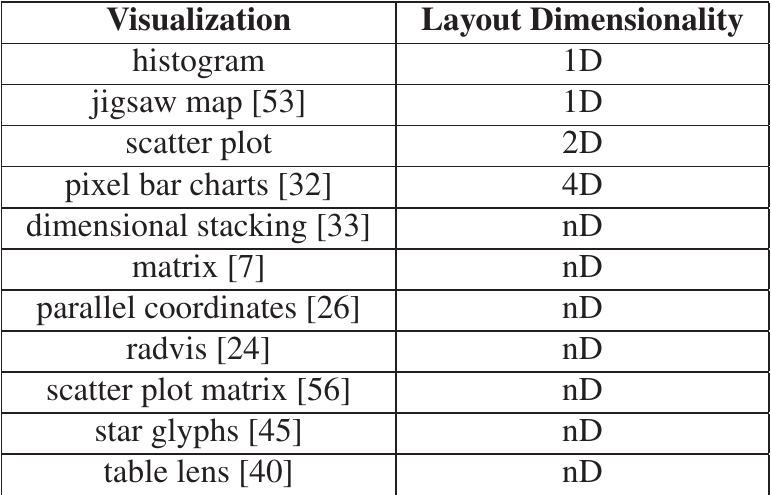 Visualization Layout Dimensionality
histogram 1D
jigsaw map [53] 1D
scatter plot 2D
pixel bar charts [32] 4D
dimensional stacking [33] nD
matrix [7] nD
parallel coordinates [26] nD
radvis [24] nD
scatter plot matrix [56] nD
star glyphs [45] nD
table lens [40] nD